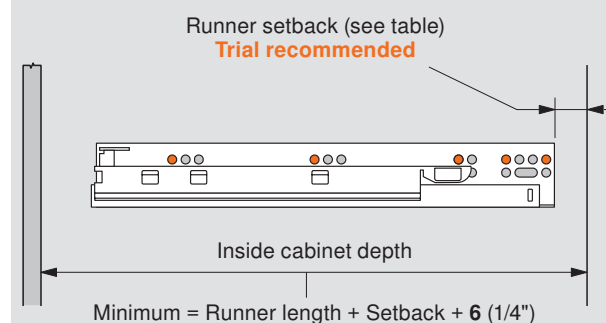 Runner setback (see table)
Trial recommended
Inside cabinet depth
Minimum = Runner length + Setback + 6 (1/4")